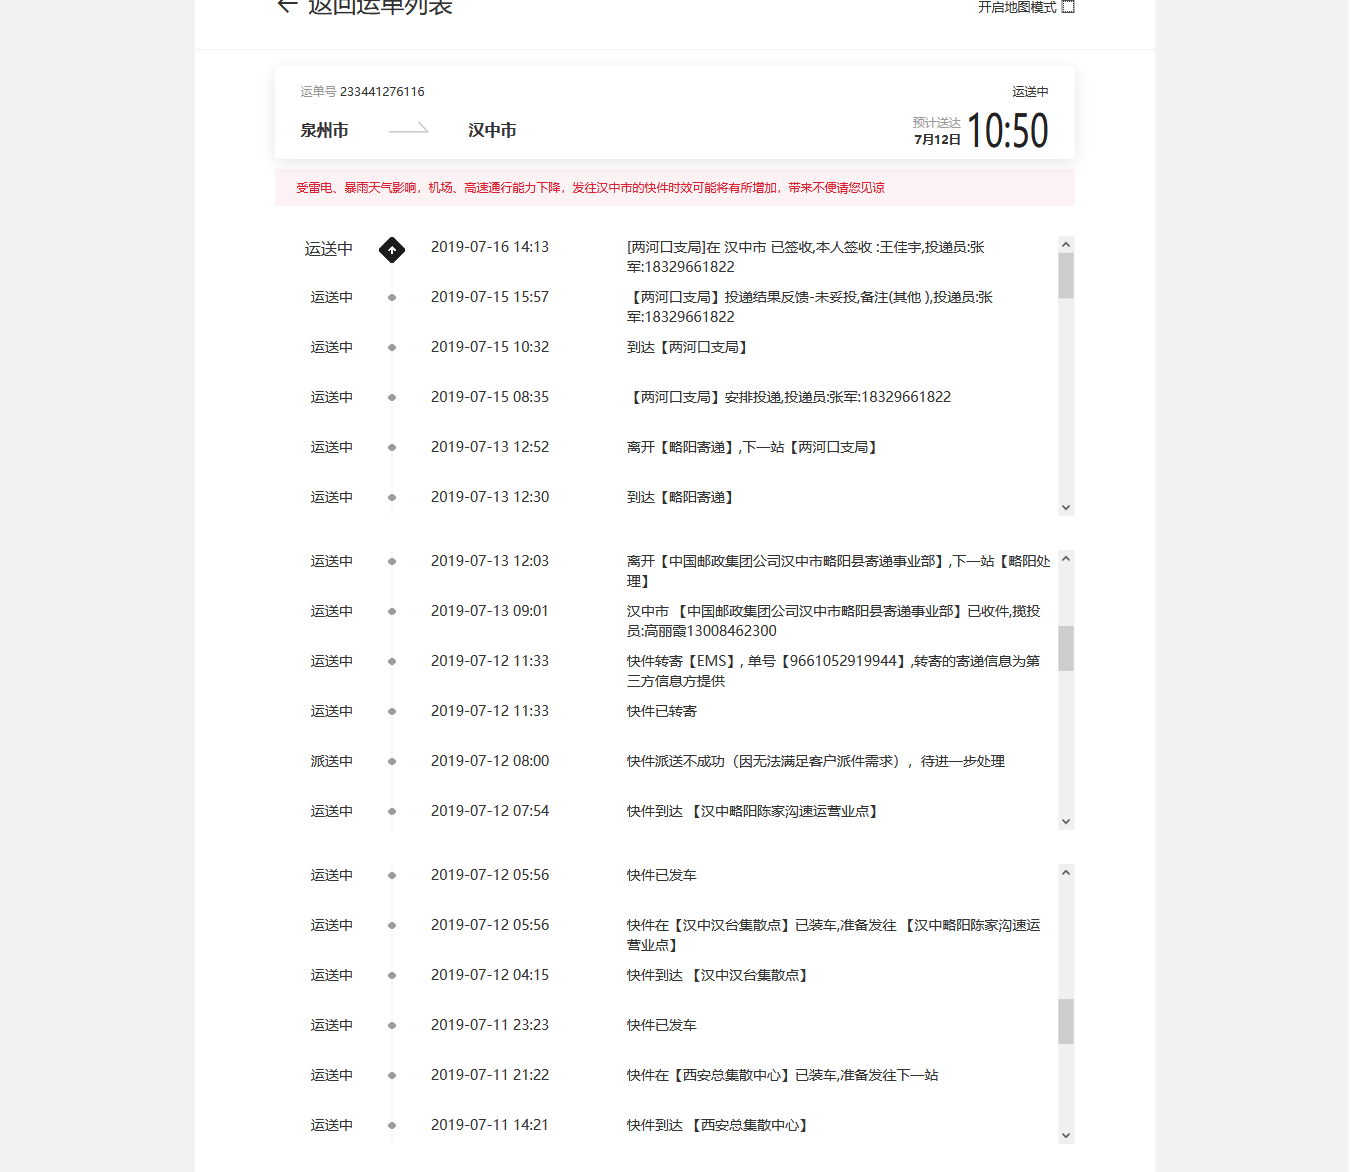 返回运单列表
开启地图模式
运单号 233441276116
运送中
泉州市
汉中市
预计送达
7月12日
10:50
受雷电、暴雨天气影响，机场、高速通行能力下降，发往汉中市的快件时效可能将有所增加，带来不便请您见谅
运送中 2019-07-16 14:13 [两河口支局]在 汉中市 已签收,本人签收 :王佳宇,投递员:张
军:18329661822
运送中 2019-07-15 15:57 【两河口支局】投递结果反馈-未妥投,备注(其他 ),投递员:张
军:18329661822
运送中 2019-07-15 10:32 到达【两河口支局】
运送中 2019-07-15 08:35 【两河口支局】安排投递,投递员:张军:18329661822
运送中 2019-07-13 12:52 离开【略阳寄递】,下一站【两河口支局】
运送中 2019-07-13 12:30 到达【略阳寄递】
运送中 2019-07-13 12:03 离开【中国邮政集团公司汉中市略阳县寄递事业部】,下一站【略阳处
理】
运送中 2019-07-13 09:01 汉中市 【中国邮政集团公司汉中市略阳县寄递事业部】已收件,揽投
员:高丽霞13008462300
运送中 2019-07-12 11:33 快件转寄【EMS】, 单号【9661052919944】,转寄的寄递信息为第
三方信息方提供
运送中 2019-07-12 11:33 快件已转寄
派送中 2019-07-12 08:00 快件派送不成功（因无法满足客户派件需求），待进一步处理
运送中 2019-07-12 07:54 快件到达 【汉中略阳陈家沟速运营业点】
运送中 2019-07-12 05:56 快件已发车
运送中 2019-07-12 05:56 快件在【汉中汉台集散点】已装车,准备发往 【汉中略阳陈家沟速运
营业点】
运送中 2019-07-12 04:15 快件到达 【汉中汉台集散点】
运送中 2019-07-11 23:23 快件已发车
运送中 2019-07-11 21:22 快件在【西安总集散中心】已装车,准备发往下一站
运送中 2019-07-11 14:21 快件到达 【西安总集散中心】